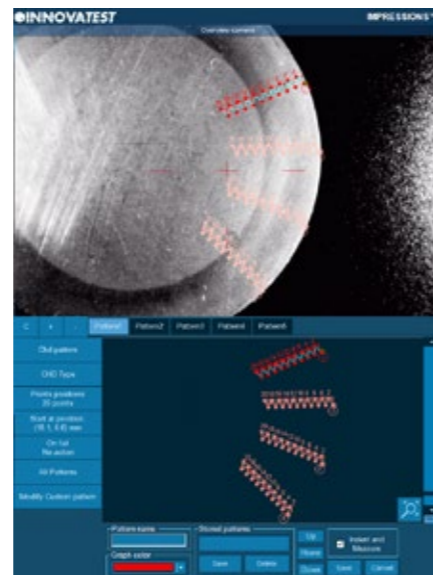 INNOVATEST
IMPRESSIONS
Overview camera
C + - Pattern1 Pattern2 Pattern3 Pattern4 Pattern5
Old pattern
CHD Type
Points positions
20 points
Start at position
On fail
No action
All Patterns
Modify Custom pattern
Pattern name
Stored patterns
Graph color
Save
Delete
Up
Down
Indent and
Measure
Save
Cancel